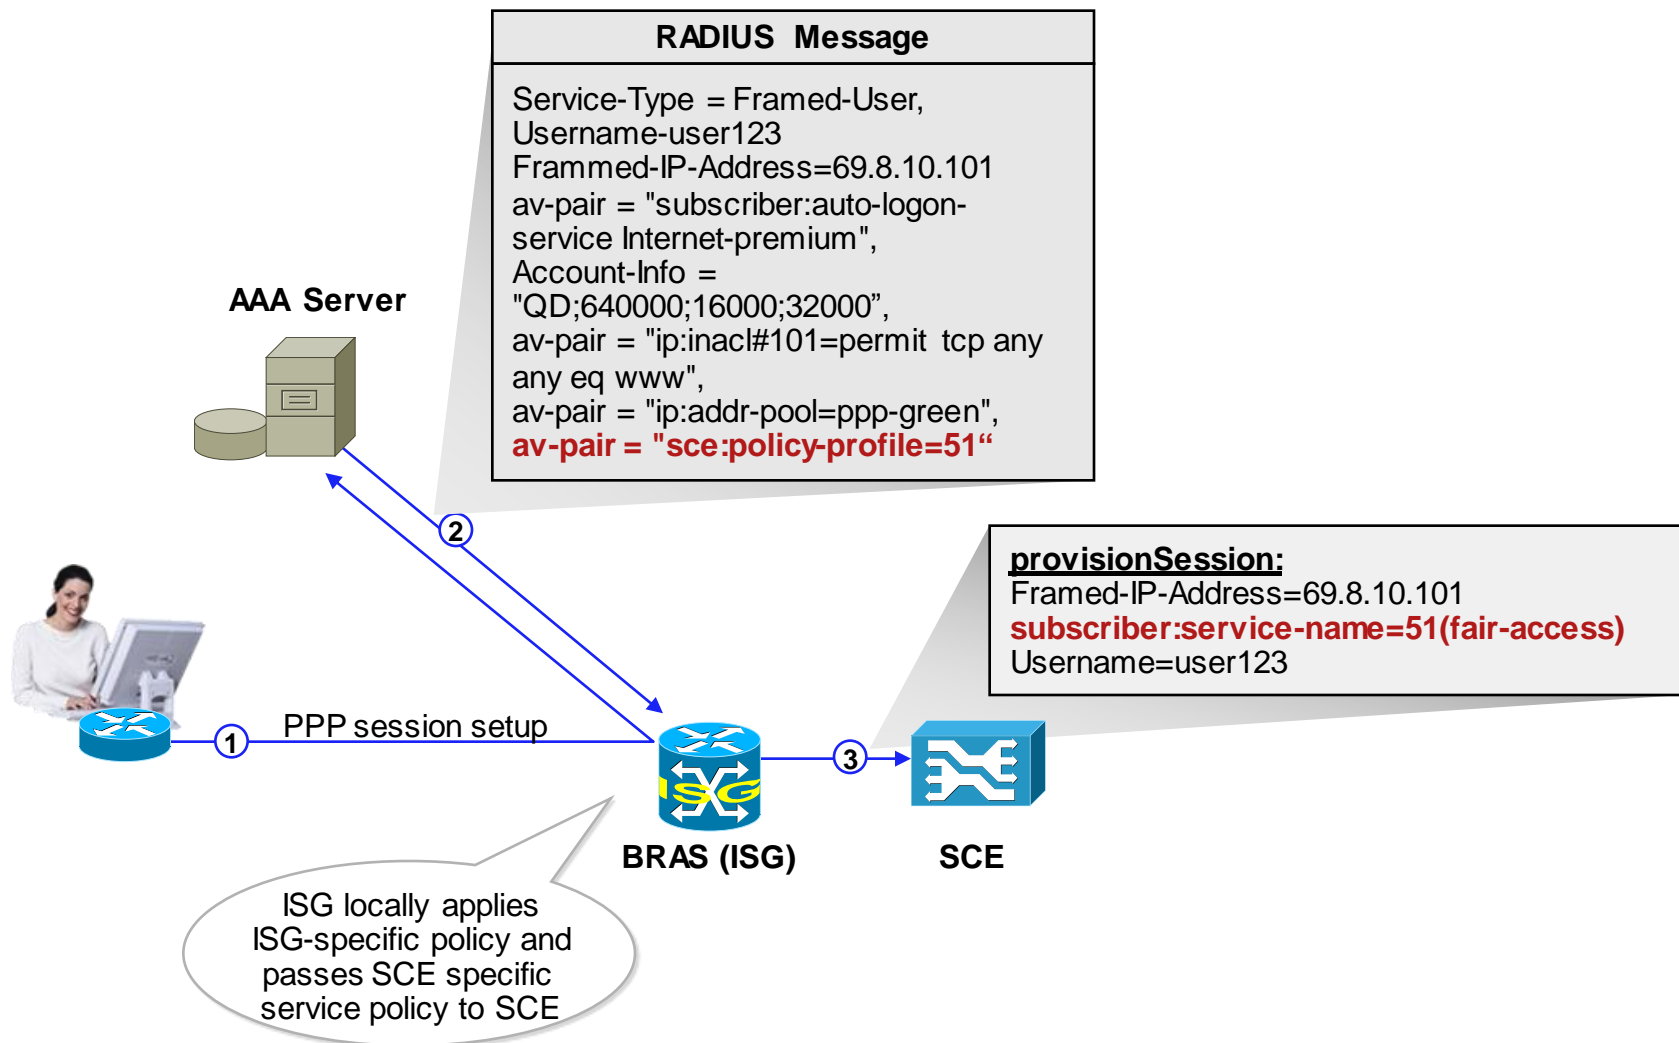 RADIUS Message
Service-Type = Framed-User,
Username-user123
Frammed-IP-Address=69.8.10.101
av-pair = "subscriber:auto-logon-
service Internet-premium",
Account-Info =
"QD;640000;16000;32000”,
av-pair = "ip:inacl#101=permit tcp any
any eq www",
av-pair = "ip:addr-pool=ppp-green",
av-pair = "sce:policy-profile=51“
AAA Server
2
provisionSession:
Framed-IP-Address=69.8.10.101
subscriber:service-name=51(fair-access)
Username=user123
1
PPP session setup
3
ISG
BRAS (ISG)
SCE
ISG locally applies
ISG-specific policy and
passes SCE specific
service policy to SCE